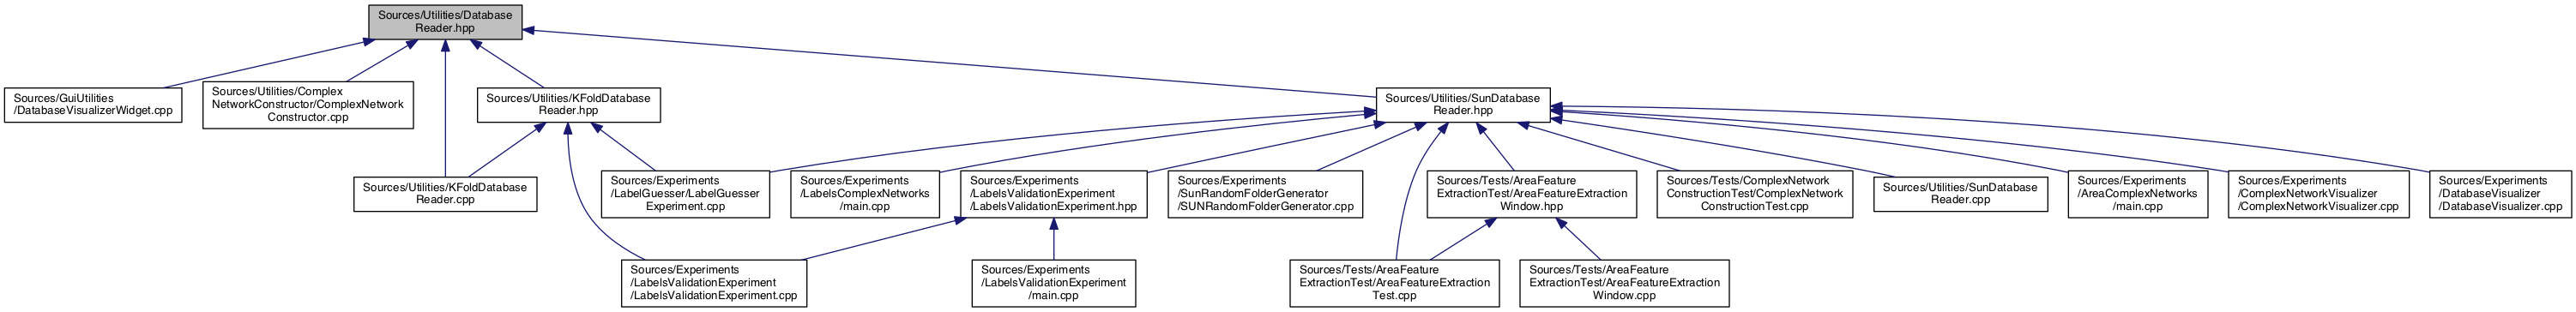 Sources/Utilities/Database
Reader.hpp
Sources/GuiUtilities
/DatabaseVisualizerWidget.cpp
Sources/Utilities/Complex
NetworkConstructor/ComplexNetwork
Constructor.cpp
Sources/Utilities/KFoldDatabase
Reader.hpp
Sources/Utilities/SunDatabase
Reader.hpp
Sources/Utilities/KFoldDatabase
Reader.cpp
Sources/Experiments
/LabelGuesser/LabelGuesser
Experiment.cpp
Sources/Experiments
/LabelsComplexNetworks
/main.cpp
Sources/Experiments
/LabelsValidationExperiment
/LabelsValidationExperiment.hpp
Sources/Experiments
/SunRandomFolderGenerator
/SUNRandomFolderGenerator.cpp
Sources/Tests/AreaFeature
ExtractionTest/AreaFeatureExtraction
Window.hpp
Sources/Tests/ComplexNetwork
ConstructionTest/ComplexNetwork
ConstructionTest.cpp
Sources/Utilities/SunDatabase
Reader.cpp
Sources/Experiments
/AreaComplexNetworks
/main.cpp
Sources/Experiments
/ComplexNetworkVisualizer
/ComplexNetworkVisualizer.cpp
Sources/Experiments
/DatabaseVisualizer
/DatabaseVisualizer.cpp
Sources/Experiments
/LabelsValidationExperiment
/LabelsValidationExperiment.cpp
Sources/Experiments
/LabelsValidationExperiment
/main.cpp
Sources/Tests/AreaFeature
ExtractionTest/AreaFeatureExtraction
Test.cpp
Sources/Tests/AreaFeature
ExtractionTest/AreaFeatureExtraction
Window.cpp